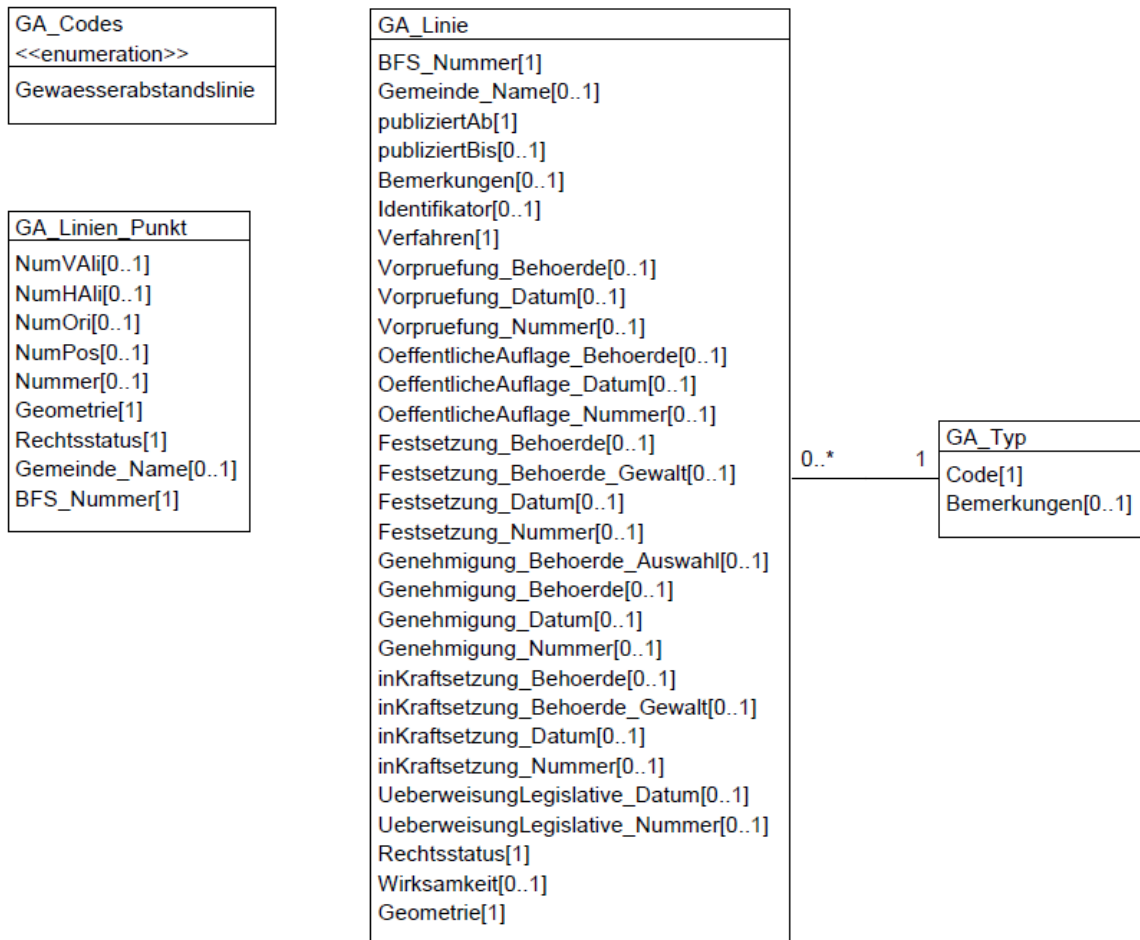 GA_Codes
<<enumeration>>
Gewaesserabstandslinie
GA_Linien_Punkt
NumVAli[0..1]
NumHAli[0..1]
NumOri[0..1]
NumPos[0..1]
Nummer[0..1]
Geometrie[1]
Rechtsstatus[1]
Gemeinde_Name[0..1]
BFS_Nummer[1]
GA_Linie
BFS_Nummer[1]
Gemeinde_Name[0..1]
publiziertAb[1]
publiziertBis[0..1]
Bemerkungen[0..1]
Identifikator[0..1]
Verfahren[1]
Vorpruefung_Behoerde[0..1]
Vorpruefung_Datum[0..1]
Vorpruefung_Nummer[0..1]
OeffentlicheAuflage_Behoerde[0..1]
OeffentlicheAuflage_Datum[0..1]
OeffentlicheAuflage_Nummer[0..1]
Festsetzung_Behoerde[0..1]
Festsetzung_Behoerde_Gewalt[0..1]
Festsetzung_Datum[0..1]
Festsetzung_Nummer[0..1]
Genehmigung_Behoerde_Auswahl[0..1]
Genehmigung_Behoerde[0..1]
Genehmigung_Datum[0..1]
Genehmigung_Nummer[0..1]
inKraftsetzung_Behoerde[0..1]
inKraftsetzung_Behoerde_Gewalt[0..1]
inKraftsetzung_Datum[0..1]
inKraftsetzung_Nummer[0..1]
UeberweisungLegislative_Datum[0..1]
UeberweisungLegislative_Nummer[0..1]
Rechtsstatus[1]
Wirksamkeit[0..1]
Geometrie[1]
0..* 1
GA_Typ
Code[1]
Bemerkungen[0..1]